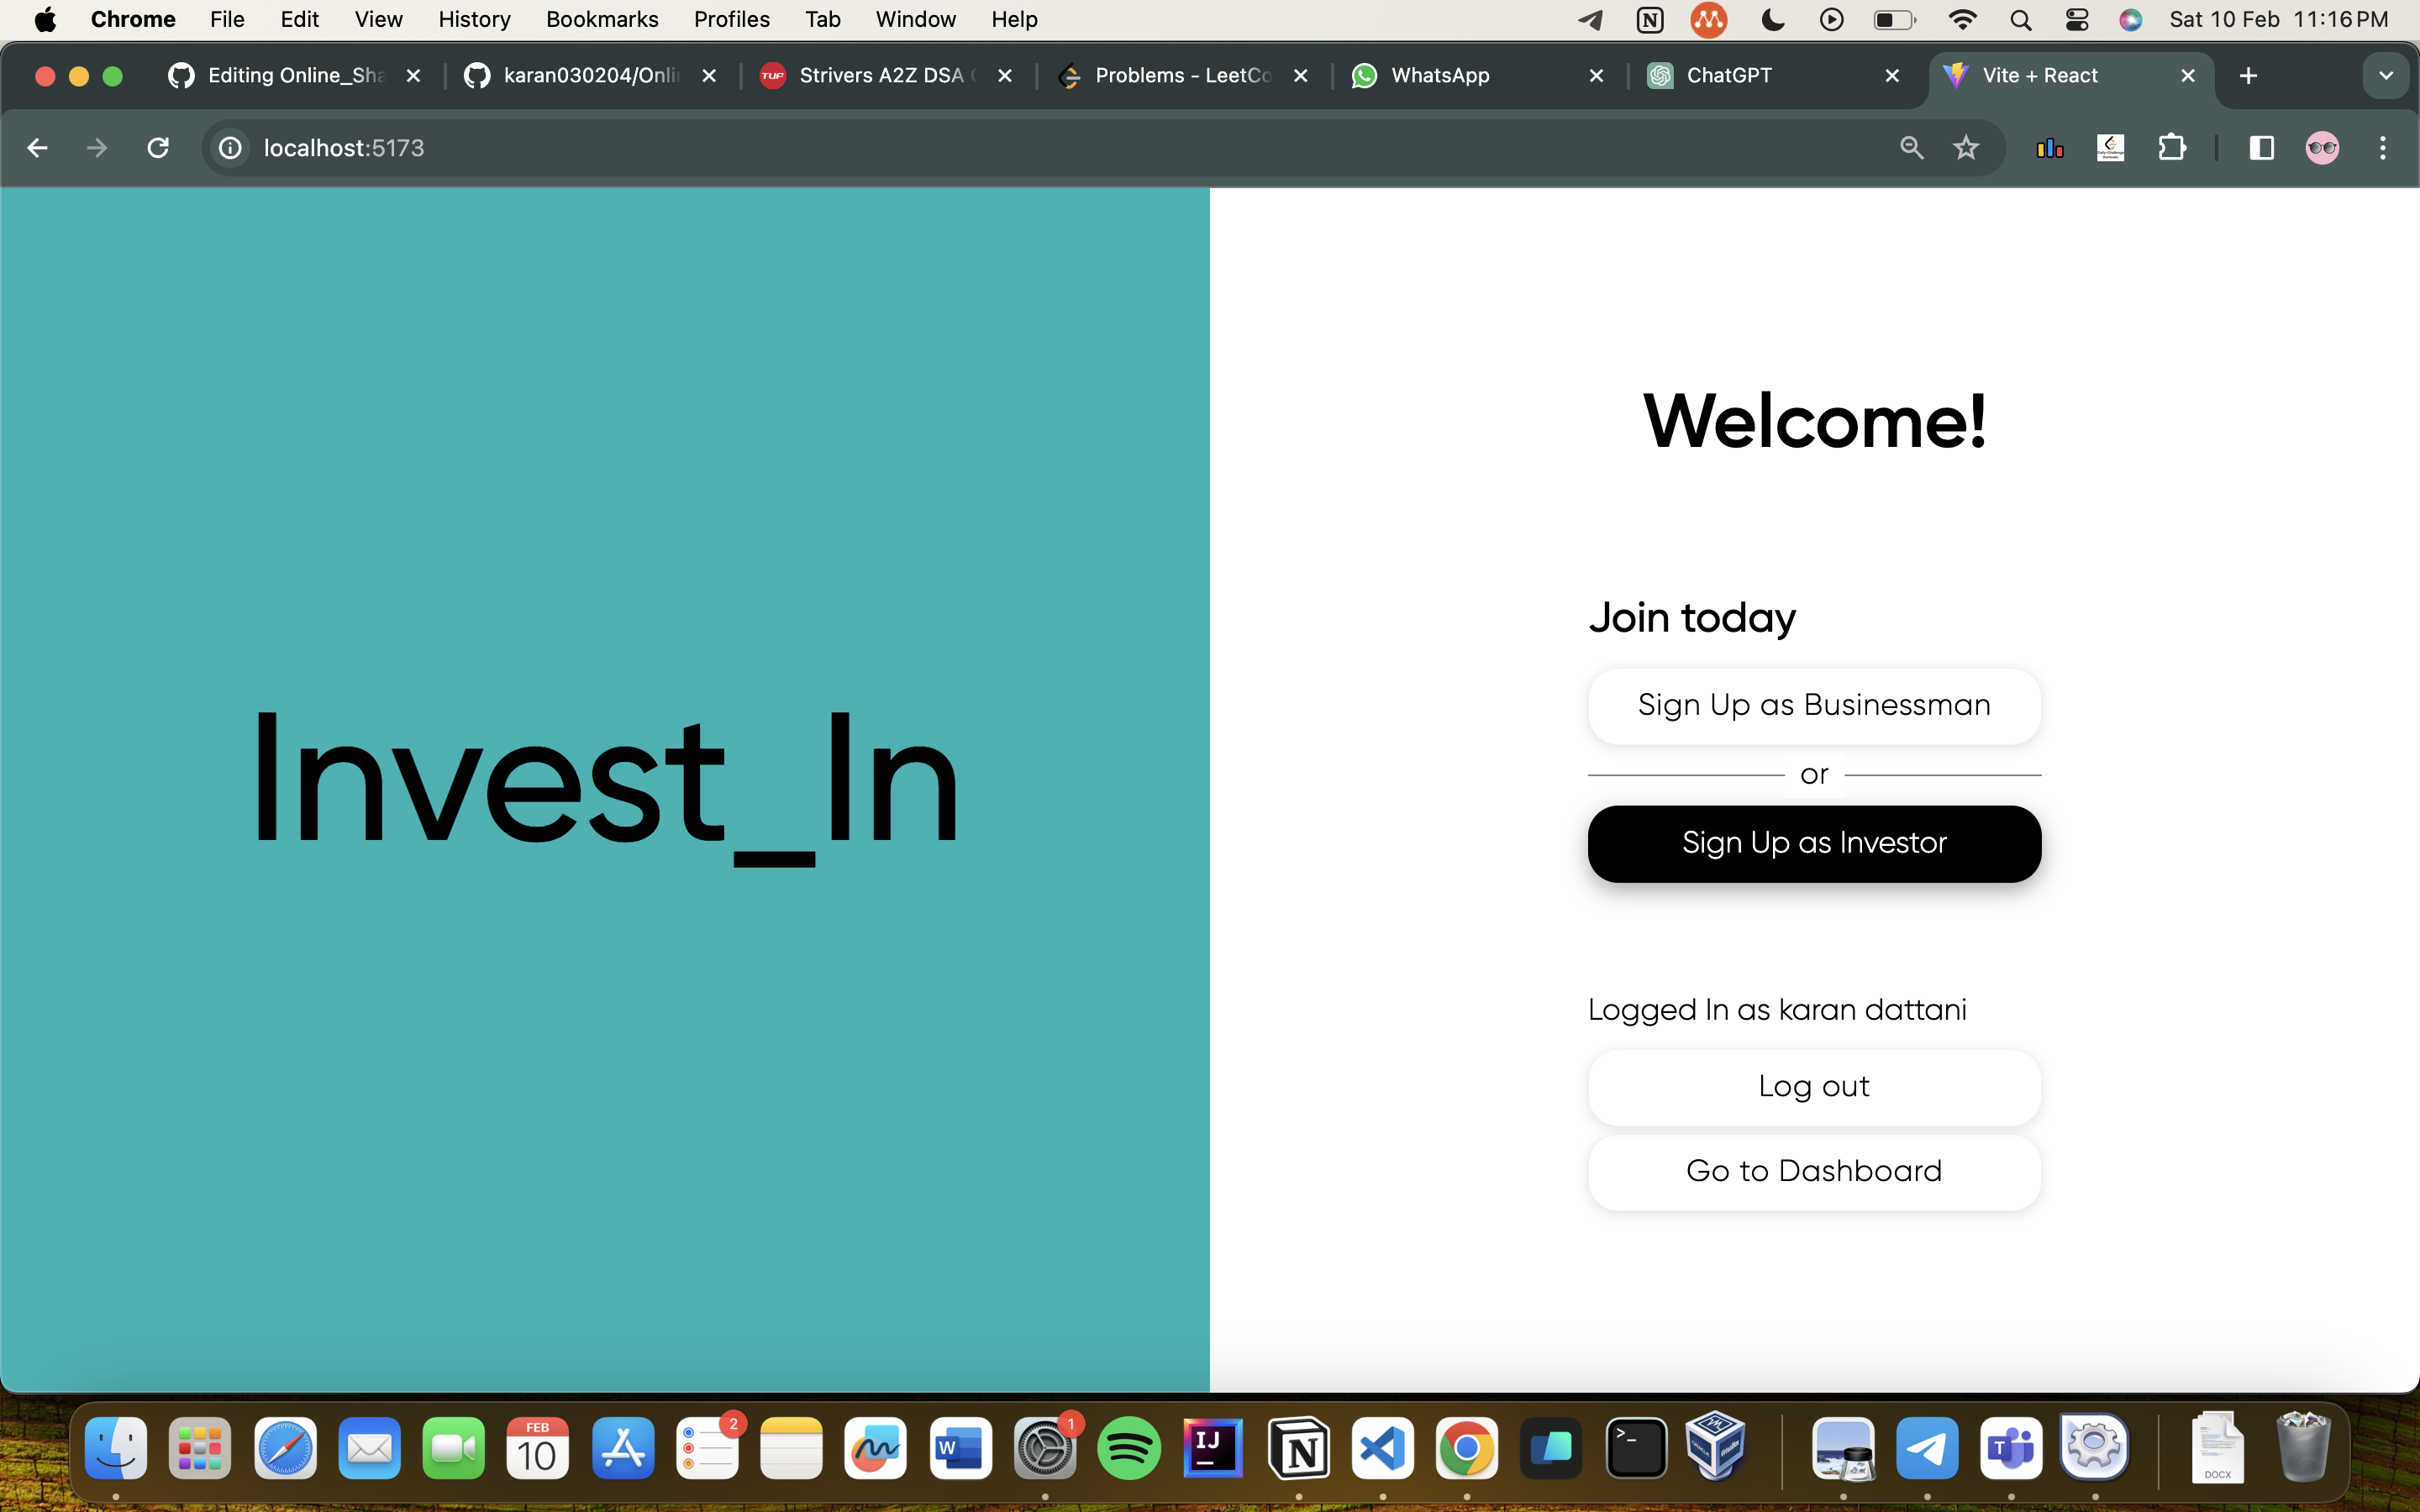 Chrome File Edit View History Bookmarks Profiles Tab Window Help Sat 10 Feb 11:16 PM
Editing Online_Sha karan030204/Onli TUF Strivers A2Z DSA Problems - LeetCo WhatsApp ChatGPT Vite + React
localhost:5173
Invest_In
Welcome!
Join today
Sign Up as Businessman
or
Sign Up as Investor
Logged In as karan dattani
Log out
Go to Dashboard
FEB
10
2
W
1
IJ
N
>_
T
DOCX